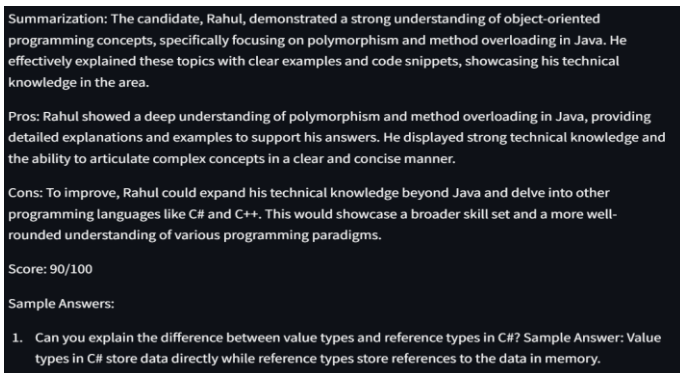 Summarization: The candidate, Rahul, demonstrated a strong understanding of object-oriented
programming concepts, specifically focusing on polymorphism and method overloading in Java. He
effectively explained these topics with clear examples and code snippets, showcasing his technical
knowledge in the area.
Pros: Rahul showed a deep understanding of polymorphism and method overloading in Java, providing
detailed explanations and examples to support his answers. He displayed strong technical knowledge and
the ability to articulate complex concepts in a clear and concise manner.
Cons: To improve, Rahul could expand his technical knowledge beyond Java and delve into other
programming languages like C# and C++. This would showcase a broader skill set and a more well-
rounded understanding of various programming paradigms.
Score: 90/100
Sample Answers:
1. Can you explain the difference between value types and reference types in C#? Sample Answer: Value
types in C# store data directly while reference types store references to the data in memory.